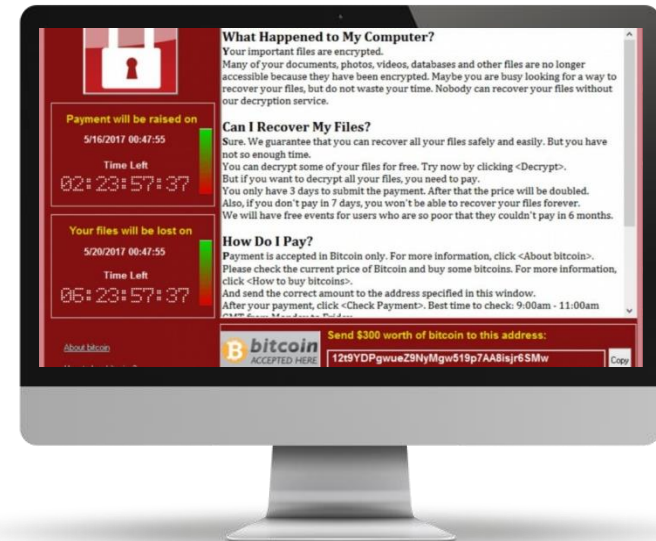 Payment will be raised on
5/16/2017 00:47:55
Time Left
02:23:57:37
Your files will be lost on
5/20/2017 00:47:55
Time Left
06:23:57:37
About bitcoin
What Happened to My Computer?
Your important files are encrypted.
Many of your documents, photos, videos, databases and other files are no longer
accessible because they have been encrypted. Maybe you are busy looking for a way to
recover your files, but do not waste your time. Nobody can recover your files without
our decryption service.
Can I Recover My Files?
Sure. We guarantee that you can recover all your files safely and easily. But you have
not so enough time.
You can decrypt some of your files for free. Try now by clicking <Decrypt>.
But if you want to decrypt all your files, you need to pay.
You only have 3 days to submit the payment. After that the price will be doubled.
Also, if you don't pay in 7 days, you won't be able to recover your files forever.
We will have free events for users who are so poor that they couldn't pay in 6 months.
How Do I Pay?
Payment is accepted in Bitcoin only. For more information, click <About bitcoin>.
Please check the current price of Bitcoin and buy some bitcoins. For more information,
click <How to buy bitcoins>.
And send the correct amount to the address specified in this window.
After your payment, click <Check Payment>. Best time to check: 9:00am - 11:00am
GMT from Monday to Friday
bitcoin
ACCEPTED HERE
Send $300 worth of bitcoin to this address:
12t9YDPgwueZ9NyMgw519p7AA8isjr6SMw
Copy